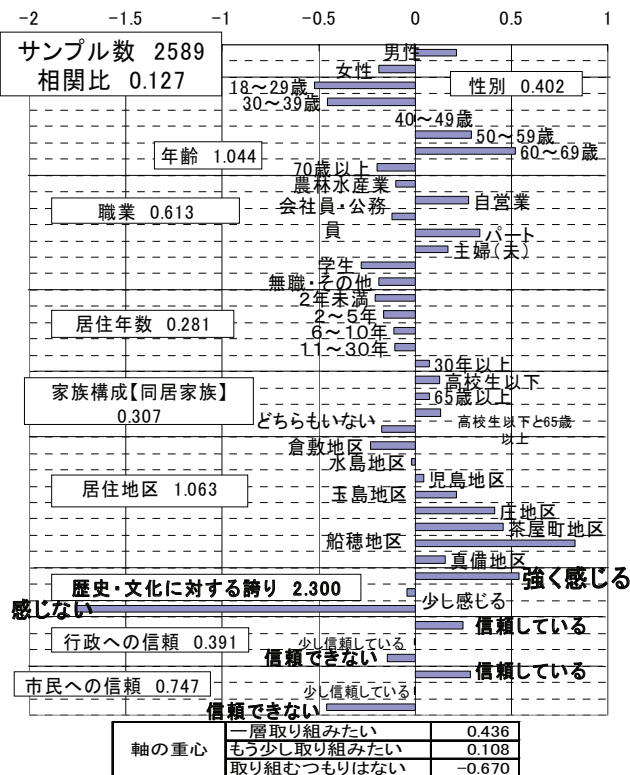 -2 -1.5 -1 -0.5 0 0.5 1
サンプル数 2589
相関比 0.127
男性
女性
性別 0.402
18～29歳
30～39歳
40～49歳
50～59歳
60～69歳
年齢 1.044
70歳以上
農林水産業
自営業
会社員・公務
員
職業 0.613
パート
主婦(夫)
学生
無職・その他
2年未満
2～5年
居住年数 0.281
6～10年
11～30年
30年以上
家族構成【同居家族】
0.307
高校生以下
65歳以上
高校生以下と65歳
以上
どちらもいない
倉敷地区
水島地区
児島地区
居住地区 1.063
玉島地区
庄地区
茶屋町地区
船穂地区
真備地区
強く感じる
歴史・文化に対する誇り 2.300
少し感じる
感じない
信頼している
行政への信頼 0.391
少し信頼している
信頼できない
信頼している
市民への信頼 0.747
少し信頼している
信頼できない
軸の重心
一層取り組みたい 0.436
もう少し取り組みたい 0.108
取り組むつもりはない -0.670